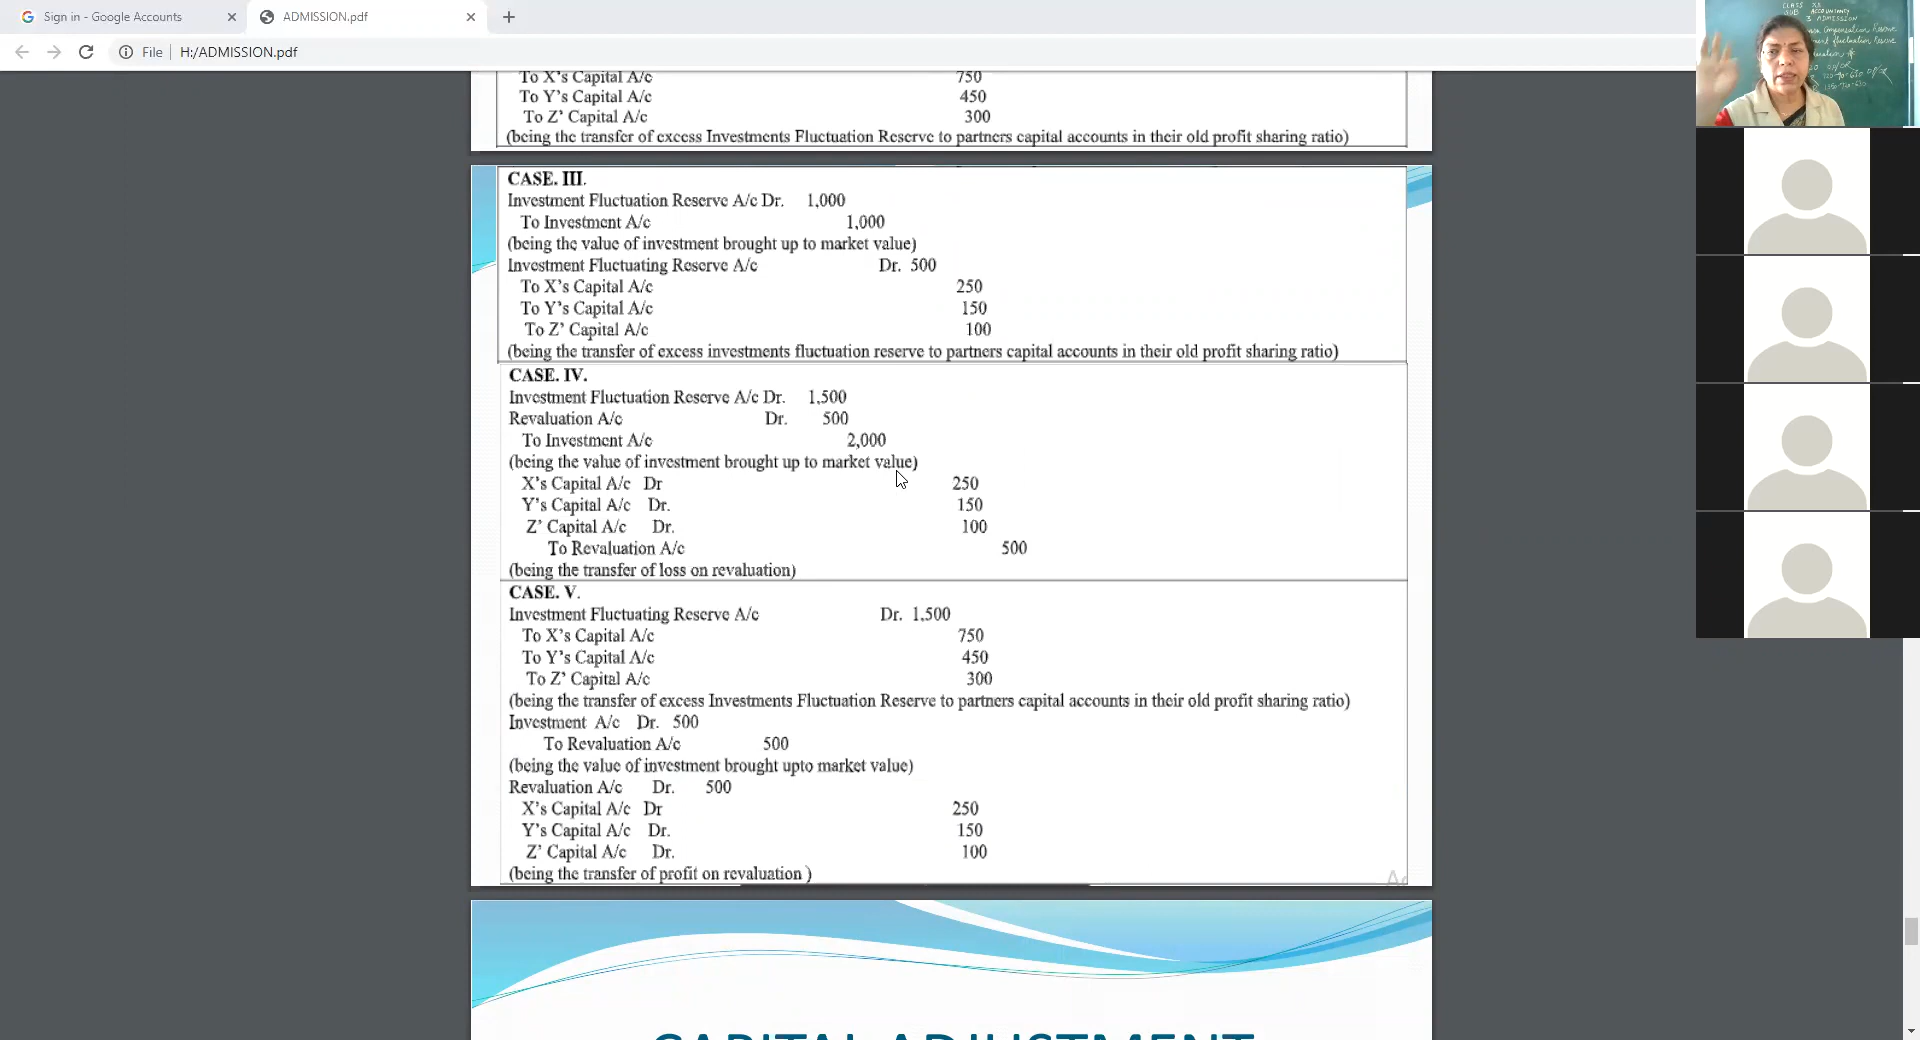 Sign in - Google Accounts
ADMISSION.pdf
File
H:/ADMISSION.pdf
To X's Capital A/c 750
To Y's Capital A/c 450
To Z' Capital A/c 300
(being the transfer of excess Investments Fluctuation Reserve to partners capital accounts in their old profit sharing ratio)
CASE. III.
Investment Fluctuation Reserve A/c Dr. 1,000
To Investment A/c 1,000
(being the value of investment brought up to market value)
Investment Fluctuating Reserve A/c Dr. 500
To X's Capital A/c 250
To Y's Capital A/c 150
To Z' Capital A/c 100
(being the transfer of excess investments fluctuation reserve to partners capital accounts in their old profit sharing ratio)
CASE. IV.
Investment Fluctuation Reserve A/c Dr. 1,500
Revaluation A/c Dr. 500
To Investment A/c 2,000
(being the value of investment brought up to market value)
X's Capital A/c Dr 250
Y's Capital A/c Dr. 150
Z' Capital A/c Dr. 100
To Revaluation A/c 500
(being the transfer of loss on revaluation)
CASE. V.
Investment Fluctuating Reserve A/c Dr. 1,500
To X's Capital A/c 750
To Y's Capital A/c 450
To Z' Capital A/c 300
(being the transfer of excess Investments Fluctuation Reserve to partners capital accounts in their old profit sharing ratio)
Investment A/c Dr. 500
To Revaluation A/c 500
(being the value of investment brought upto market value)
Revaluation A/c Dr. 500
X's Capital A/c Dr 250
Y's Capital A/c Dr. 150
Z' Capital A/c Dr. 100
(being the transfer of profit on revaluation )
CAPITAL ADJUSTMENT
CLASS
SUB ACCOUNTANCY
ADMISSION
Compensation Reserve
Fluctuation Reserve